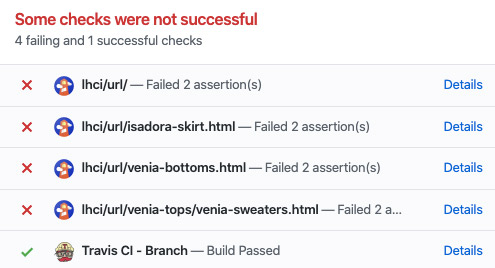 Some checks were not successful
4 failing and 1 successful checks
lhci/url/ — Failed 2 assertion(s) Details
lhci/url/isadora-skirt.html — Failed 2 assertion(s) Details
lhci/url/venia-bottoms.html — Failed 2 assertion(s) Details
lhci/url/venia-tops/venia-sweaters.html — Failed 2 a... Details
Travis CI - Branch — Build Passed Details